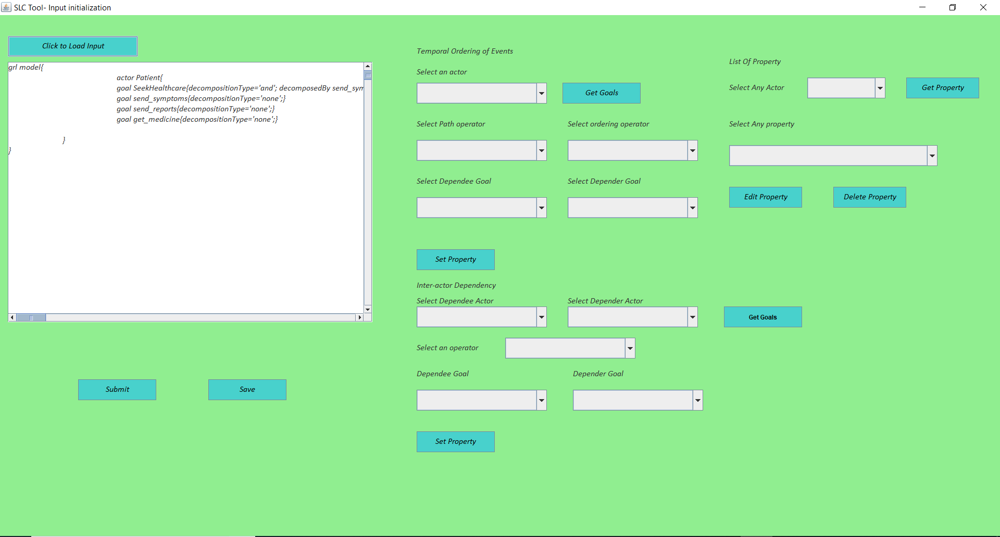 SLC Tool- Input initialization
Click to Load Input
grl model{
actor Patient{
goal SeekHealthcare{decompositionType='and'; decomposedBy send_sym
goal send_symptoms{decompositionType='none';}
goal send_reports{decompositionType='none';}
goal get_medicine{decompositionType='none';}
}
}
Submit
Save
Temporal Ordering of Events
Select an actor
Get Goals
Select Path operator
Select ordering operator
Select Dependee Goal
Select Depender Goal
Set Property
Inter-actor Dependency
Select Dependee Actor
Select Depender Actor
Get Goals
Select an operator
Dependee Goal
Depender Goal
Set Property
List Of Property
Select Any Actor
Get Property
Select Any property
Edit Property
Delete Property